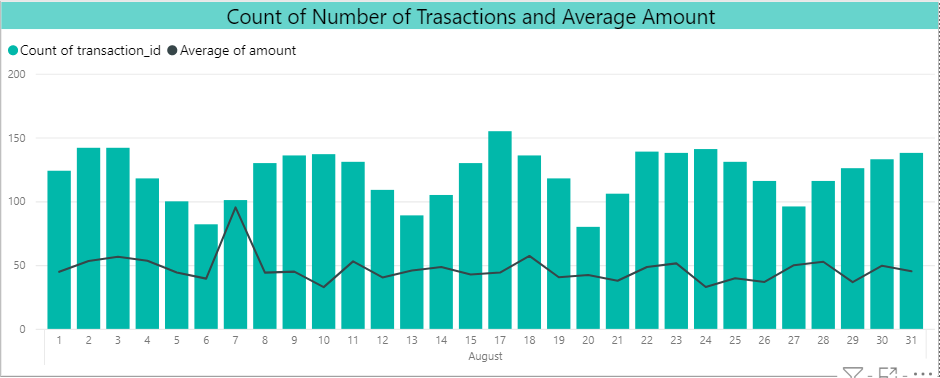 Count of Number of Trasactions and Average Amount
Count of transaction_id Average of amount
200
150
100
50
0
1 2 3 4 5 6 7 8 9 10 11 12 13 14 15 17 18 19 20 21 22 23 24 25 26 27 28 29 30 31
August